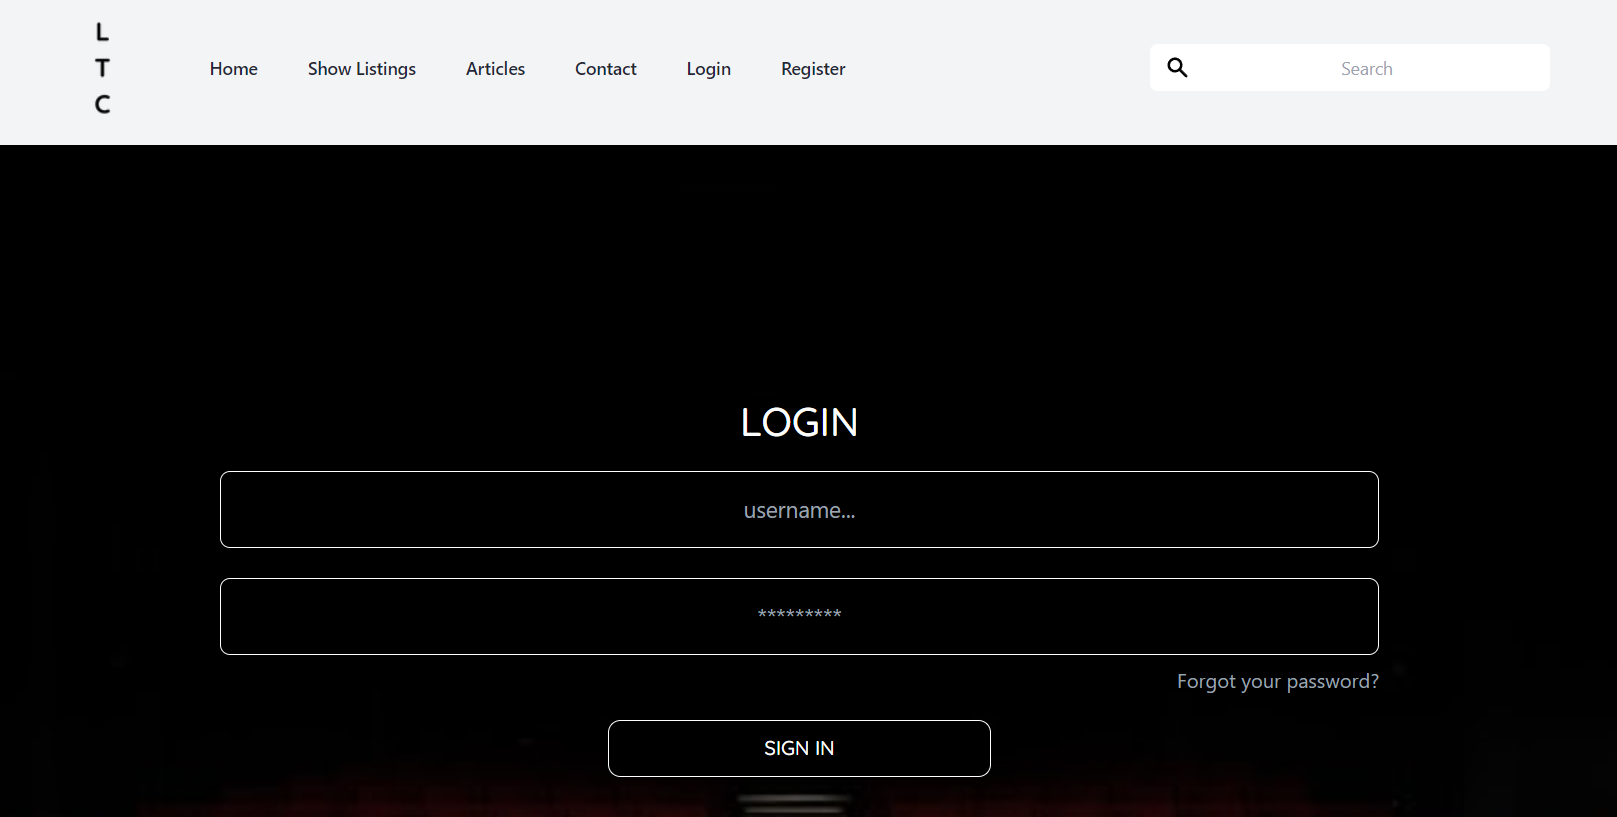 L
T
C
Home Show Listings Articles Contact Login Register Search
LOGIN
username...
*********
Forgot your password?
SIGN IN